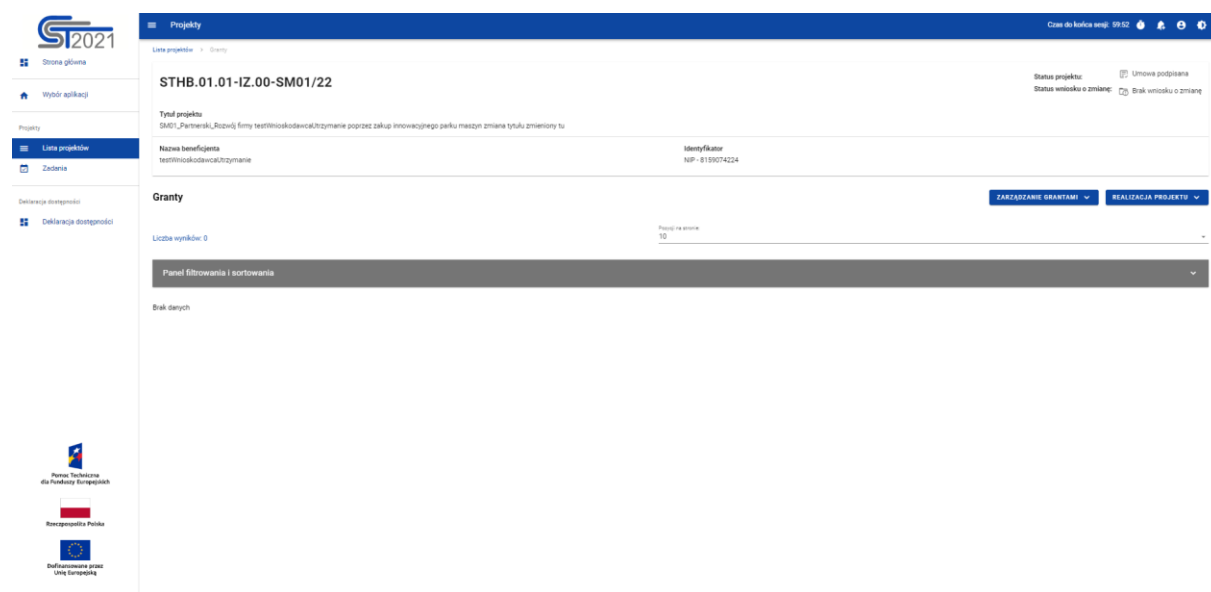 ST2021
Projekty
Czas do końca sesji: 59:52
Lista projektów
Granty
Strona główna
Wybór aplikacji
Projekty
Lista projektów
Zadania
Deklaracja dostępności
Deklaracja dostępności
STHB.01.01-IZ.00-SM01/22
Status projektu: Umowa podpisana
Status wniosku o zmianę: Brak wniosku o zmianę
Tytuł projektu
SM01_Partnerski_Rozwój firmy testWnioskodawcaUtrzymanie poprzez zakup innowacyjnego parku maszyn zmiana tytułu zmieniony tu
Nazwa beneficjenta
testWnioskodawcaUtrzymanie
Identyfikator
NIP - 8159074224
Granty
ZARZĄDZANIE GRANTAMI
REALIZACJA PROJEKTU
Liczba wyników: 0
Pozycji na stronie
10
Panel filtrowania i sortowania
Brak danych
Pomoc Techniczna
dla Funduszy Europejskich
Rzeczpospolita Polska
Dofinansowane przez
Unię Europejską